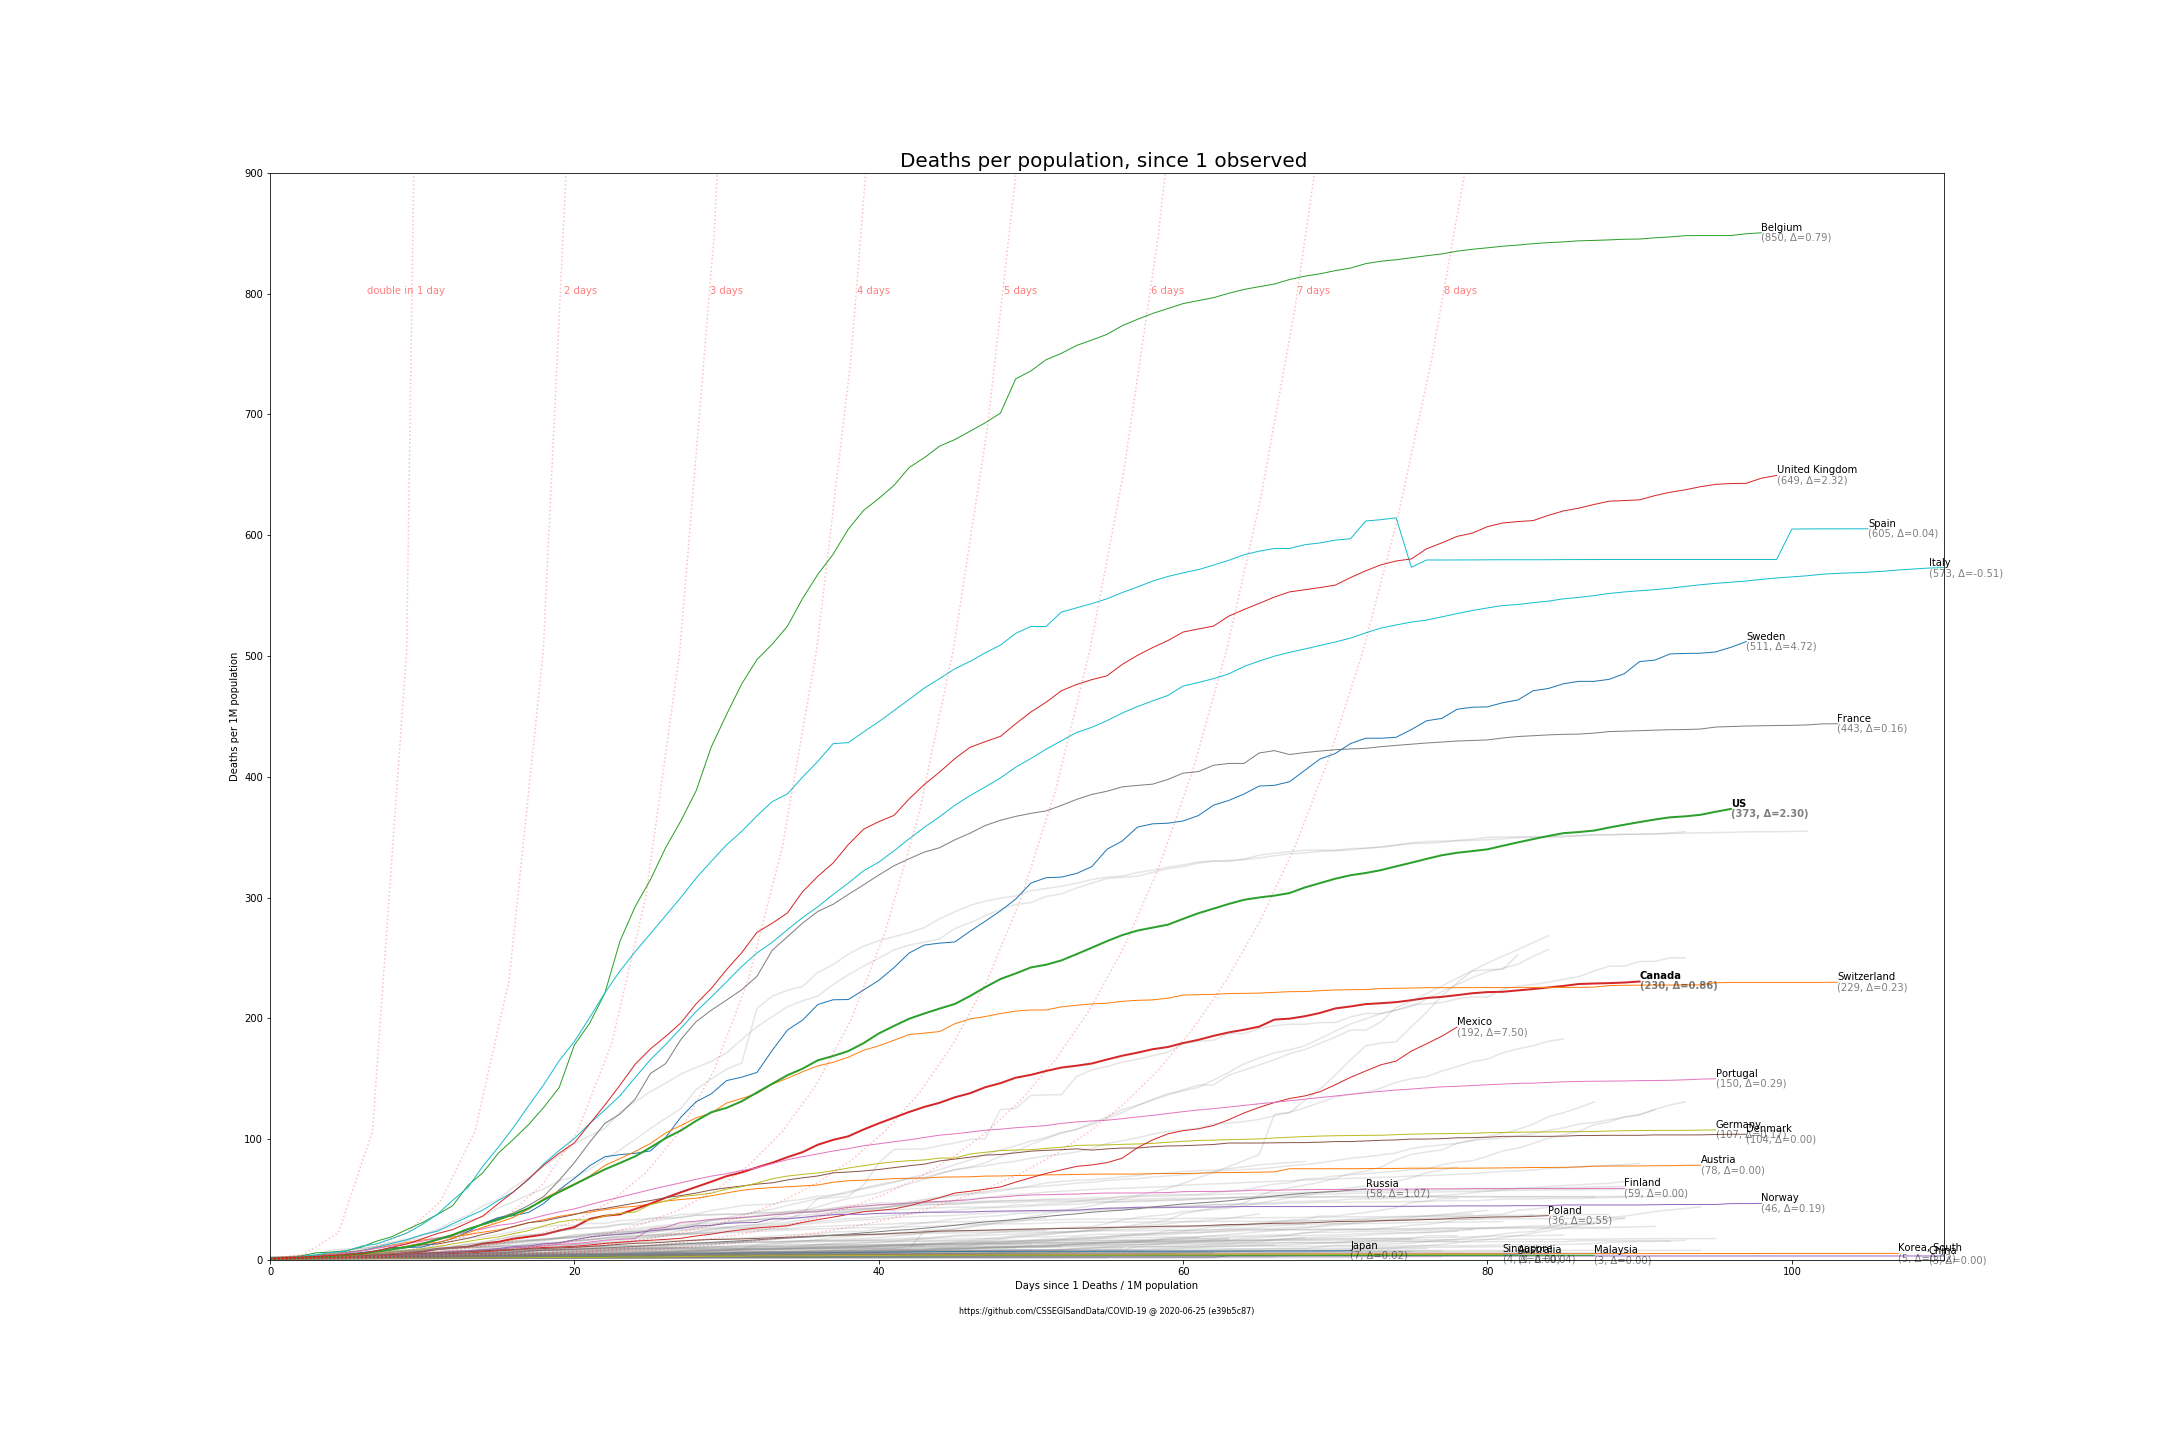 Deaths per population, since 1 observed
900
800
700
600
500
400
300
200
100
0
Deaths per 1M population
double in 1 day
2 days
3 days
4 days
5 days
6 days
7 days
8 days
Belgium
(850, Δ=0.79)
United Kingdom
(649, Δ=2.32)
Spain
(605, Δ=0.04)
Italy
(573, Δ=-0.51)
Sweden
(511, Δ=4.72)
France
(443, Δ=0.16)
US
(373, Δ=2.30)
Canada
(230, Δ=0.86)
Switzerland
(229, Δ=0.23)
Mexico
(192, Δ=7.50)
Portugal
(150, Δ=0.29)
Germany
Denmark
(104, Δ=0.00)
Austria
(78, Δ=0.00)
Russia
(58, Δ=1.07)
Finland
(59, Δ=0.00)
Norway
(46, Δ=0.19)
Poland
(36, Δ=0.55)
Japan
(7, Δ=0.02)
Singapore
Australia
Malaysia
(3, Δ=0.00)
Korea, South
China
0
20
40
60
80
100
Days since 1 Deaths / 1M population
https://github.com/CSSEGISandData/COVID-19 @ 2020-06-25 (e39b5c87)